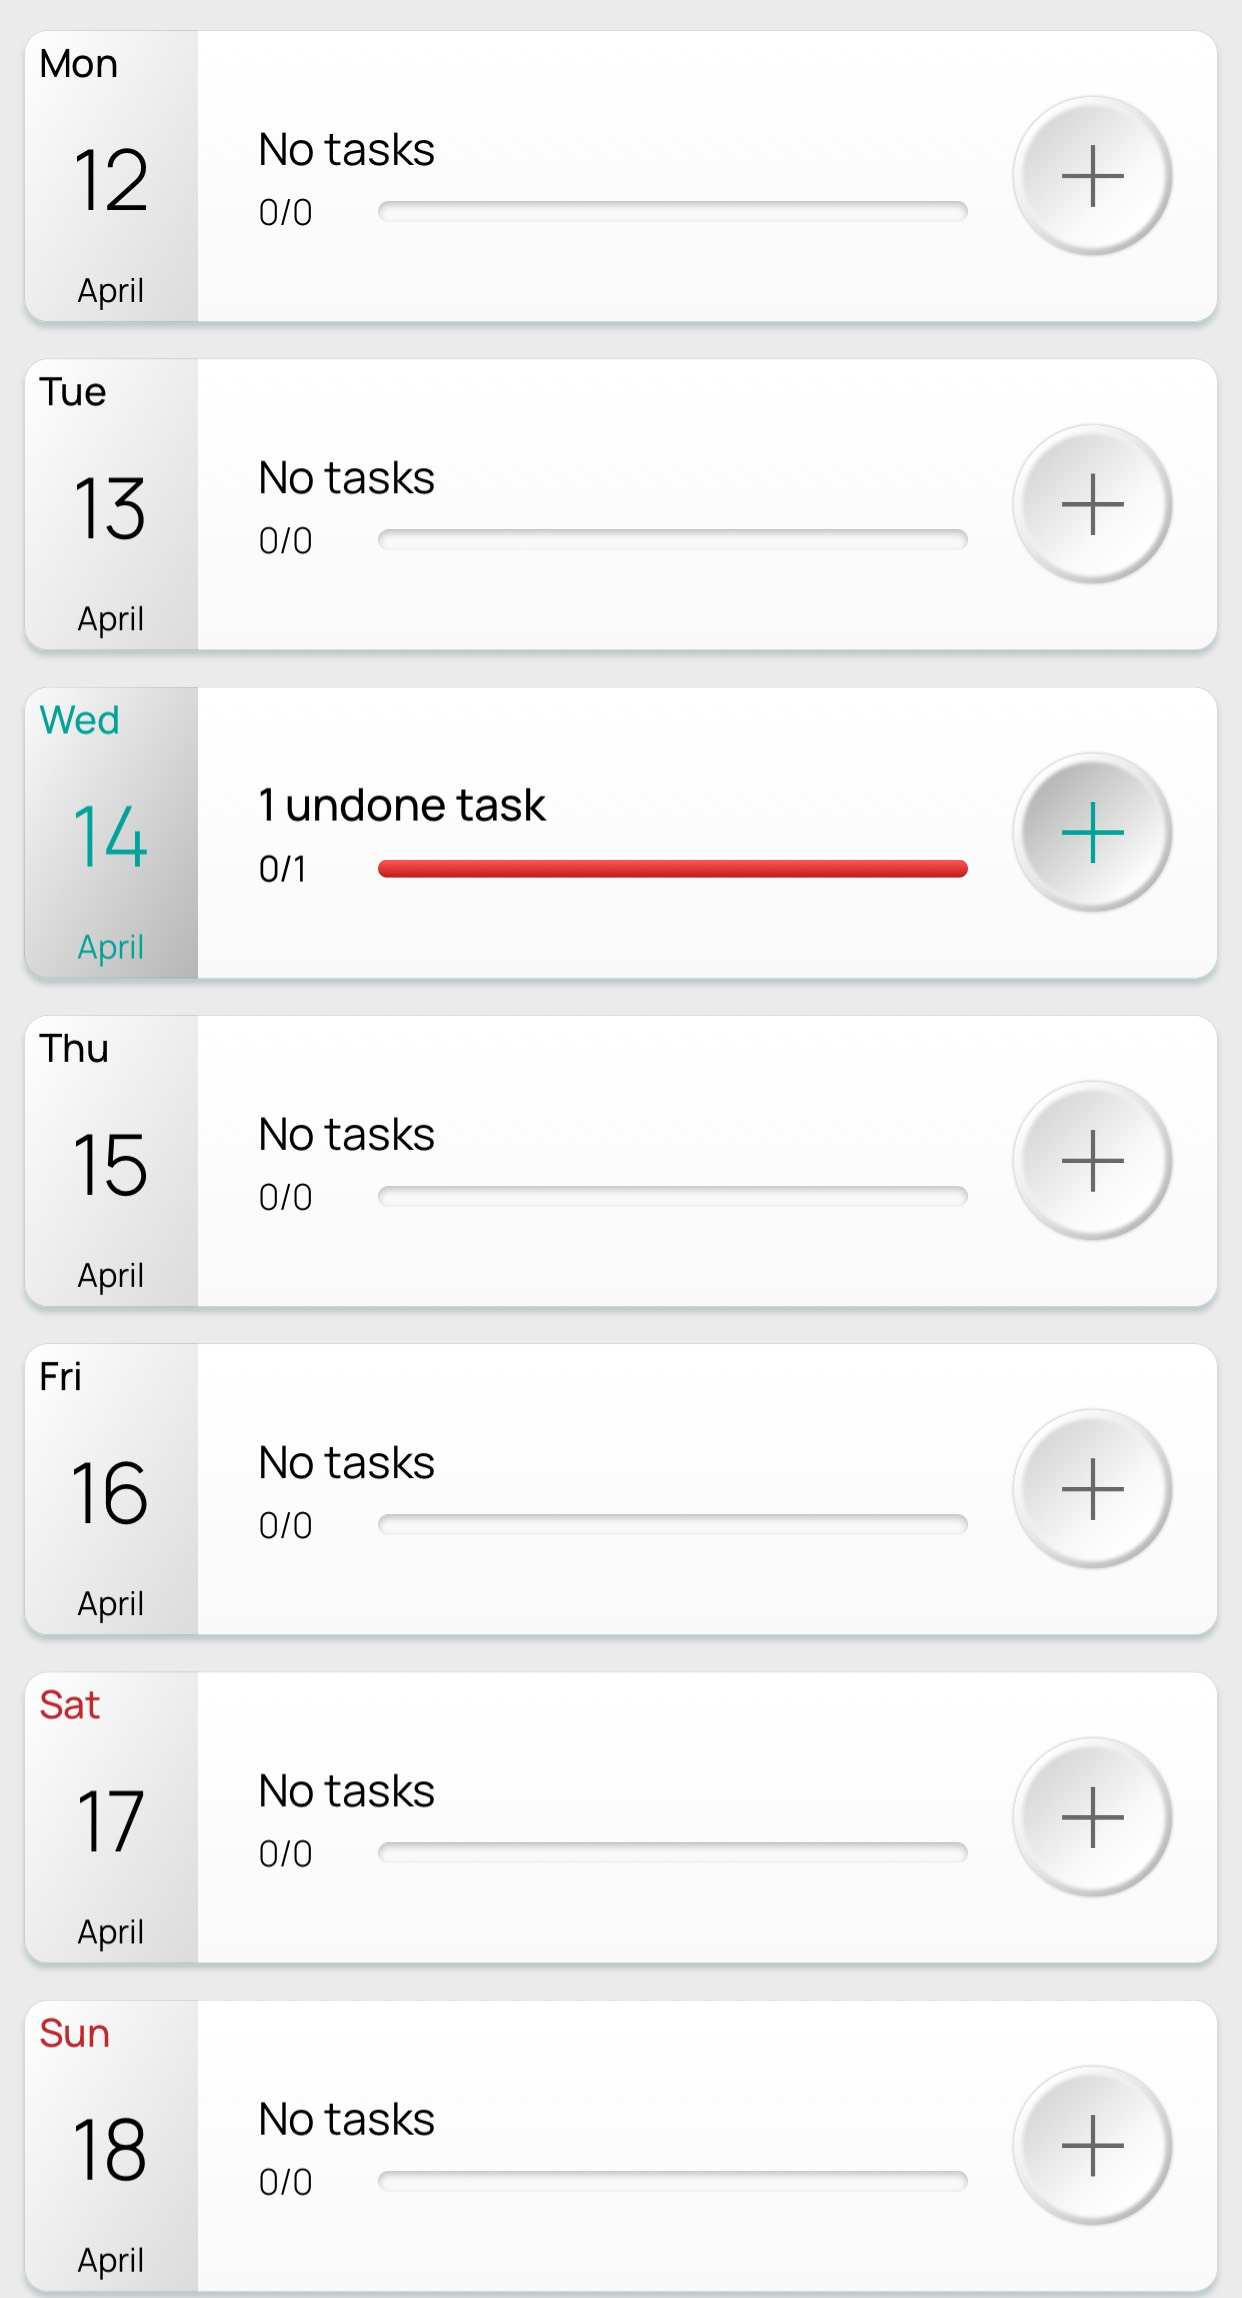 Mon
12
April
No tasks
0/0
Tue
13
April
No tasks
0/0
Wed
14
April
1 undone task
0/1
Thu
15
April
No tasks
0/0
Fri
16
April
No tasks
0/0
Sat
17
April
No tasks
0/0
Sun
18
April
No tasks
0/0